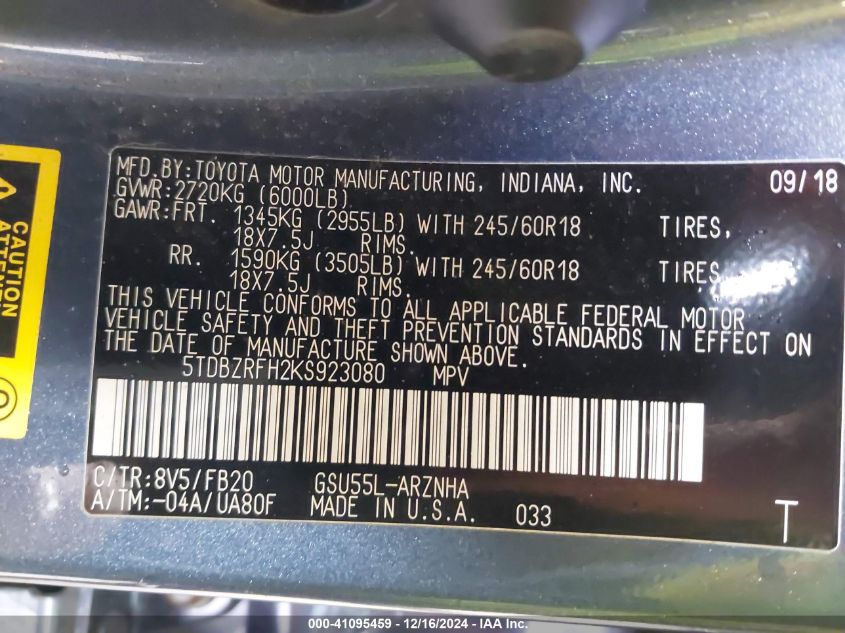 MFD. BY: TOYOTA MOTOR MANUFACTURING, INDIANA, INC. 09/18
GVWR: 2720KG (6000LB)
GAWR: FRT. 1345KG (2955LB) WITH 245/60R18 TIRES,
18X7.5J RIMS.
RR. 1590KG (3505LB) WITH 245/60R18 TIRES,
18X7.5J RIMS.
THIS VEHICLE CONFORMS TO ALL APPLICABLE FEDERAL MOTOR
VEHICLE SAFETY AND THEFT PREVENTION STANDARDS IN EFFECT ON
THE DATE OF MANUFACTURE SHOWN ABOVE.
5TDBZRFH2KS923080 MPV
C/TR: 8V5/FB20 GSU55L-ARZNHA
A/TM: -04A/UA80F MADE IN U.S.A. 033 T
CAUTION
000-41095459 - 12/16/2024 - IAA Inc.